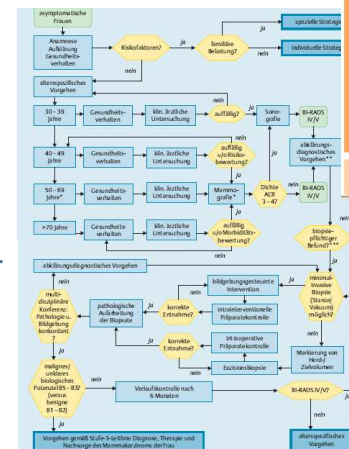 asymptomatische
Frauen
Anamnese
Aufklärung
Gesundheits-
verhalten
Risikofaktoren?
ja
familiäre
Belastung?
ja
spezielle Strategie
nein
individuelle Strateg
nein
altersspezifisches
Vorgehen
nein
30–39
Jahre
Gesundheits-
verhalten
klin. ärztliche
Untersuchung
auffällig?
ja
Sono-
grafie
BI-RADS
IV/V
40–49
Jahre
Gesundheits-
verhalten
klin. ärztliche
Untersuchung
auffällig
u/o Risiko-
bewertung?
ja
abklärungs-
diagnostisches
Vorgehen**
50–69
Jahre*
Gesundheits-
verhalten
klin. ärztliche
Untersuchung
Mammo-
grafie*
Dichte
ACR
3–4?
nein
BI-RADS
IV/V
>70 Jahre
Gesundheits-
verhalten
klin. ärztliche
Untersuchung
auffällig
u/o Morbiditäts-
bewertung?
ja
nein
biopsie-
pflichtiger
Befund?***
abklärungsdiagnostisches Vorgehen
ja
nein
multi-
disziplinäre
Konferenz:
Pathologie u.
Bildgebung
konkordant
?
pathologische
Aufarbeitung
der Biopsate
ja
korrekte
Entnahme?
nein
bildgebungsgesteuerte
Intervention
ja
Intrainterventionelle
Präparatekontrolle
minimal-
invasive
Biopsie
(Stanze/
Vakuum)
möglich?
ja
korrekte
Entnahme?
nein
Intraoperative
Präparatekontrolle
Exzisionsbiopsie
nein
Markierung von
Herd-/
Zielvolumen
ja
malignes/
unklares
biologisches
Potenzial B5–B3?
(versus
benigne
B1–B2)
nein
Verlaufskontrolle nach
6 Monaten
BI-RADS IV/V?
ja
nein
ja
Vorgehen gemäß Stufe-3-Leitlinie Diagnose, Therapie und
Nachsorge des Mammakarzinoms der Frau
altersspezifisches
Vorgehen